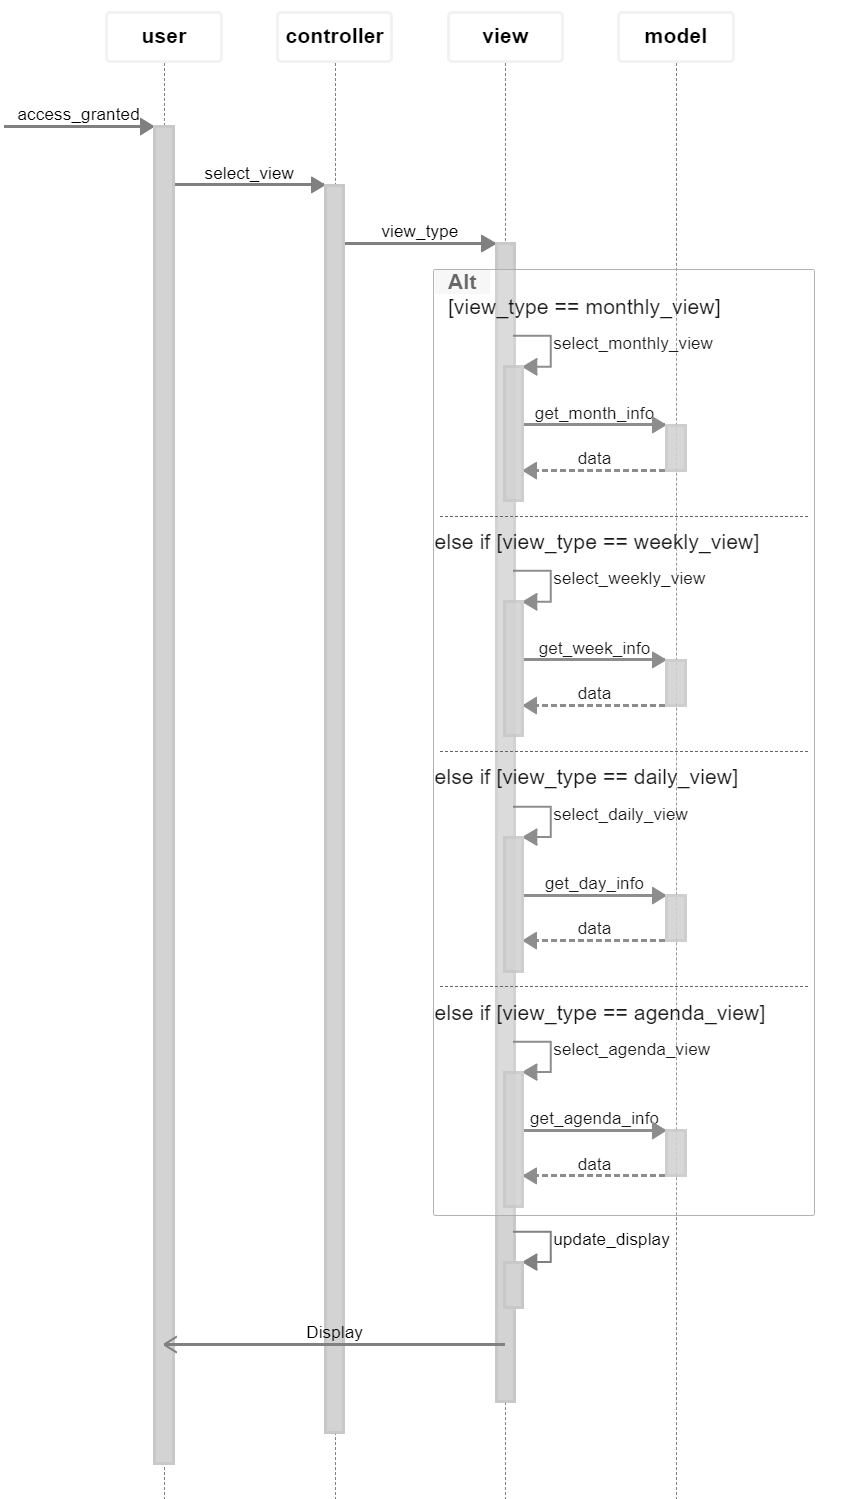 user
controller
view
model
access_granted
select_view
view_type
Alt
[view_type == monthly_view]
select_monthly_view
get_month_info
data
else if [view_type == weekly_view]
select_weekly_view
get_week_info
data
else if [view_type == daily_view]
select_daily_view
get_day_info
data
else if [view_type == agenda_view]
select_agenda_view
get_agenda_info
data
update_display
Display